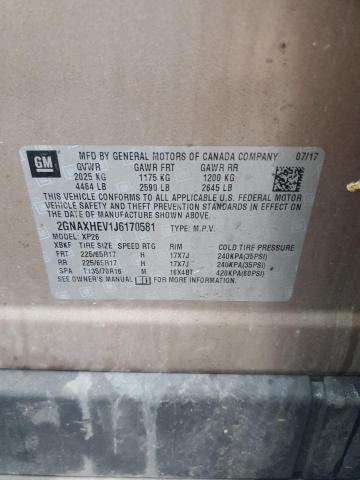 GM
MFD BY GENERAL MOTORS OF CANADA COMPANY 07/17
GVWR GAWR FRT GAWR RR
2025 KG 1175 KG 1200 KG
4464 LB 2590 LB 2645 LB
THIS VEHICLE CONFORMS TO ALL APPLICABLE U.S. FEDERAL MOTOR
VEHICLE SAFETY AND THEFT PREVENTION STANDARDS IN EFFECT ON
THE DATE OF MANUFACTURE SHOWN ABOVE.
2GNAXHEV1J6170581 TYPE: M.P.V.
MODEL: XP26
XBKF TIRE SIZE SPEED RTG RIM COLD TIRE PRESSURE
FRT 225/65R17 H 17X7J 240KPA(35PSI)
RR 225/65R17 H 17X7J 240KPA(35PSI)
SPA T135/70R16 M 16X4BT 420KPA(60PSI)
SEE OWNER'S MANUAL FOR MORE INFORMATION.